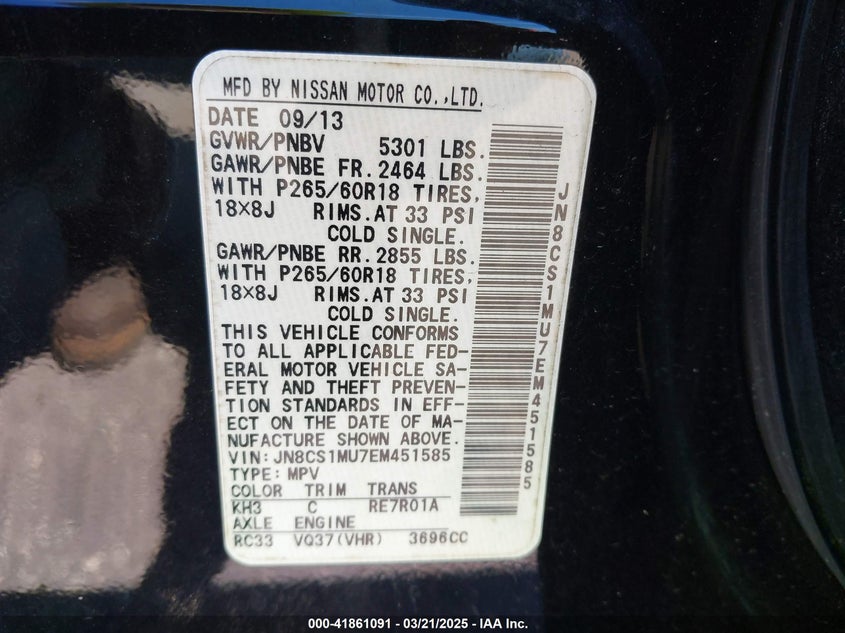 MFD BY NISSAN MOTOR CO.,LTD.
DATE 09/13
GVWR/PNBV 5301 LBS.
GAWR/PNBE FR. 2464 LBS.
WITH P265/60R18 TIRES,
18×8J RIMS.AT 33 PSI
COLD SINGLE.
GAWR/PNBE RR. 2855 LBS.
WITH P265/60R18 TIRES,
18×8J RIMS.AT 33 PSI
COLD SINGLE.
THIS VEHICLE CONFORMS
TO ALL APPLICABLE FED-
ERAL MOTOR VEHICLE SA-
FETY AND THEFT PREVEN-
TION STANDARDS IN EFF-
ECT ON THE DATE OF MA-
NUFACTURE SHOWN ABOVE.
VIN:JN8CS1MU7EM451585
TYPE:MPV
COLOR TRIM TRANS
KH3 C RE7R01A
AXLE ENGINE
RC33 VQ37(VHR) 3696CC
JN8CS1MU7EM451585
000-41861091 - 03/21/2025 - IAA Inc.